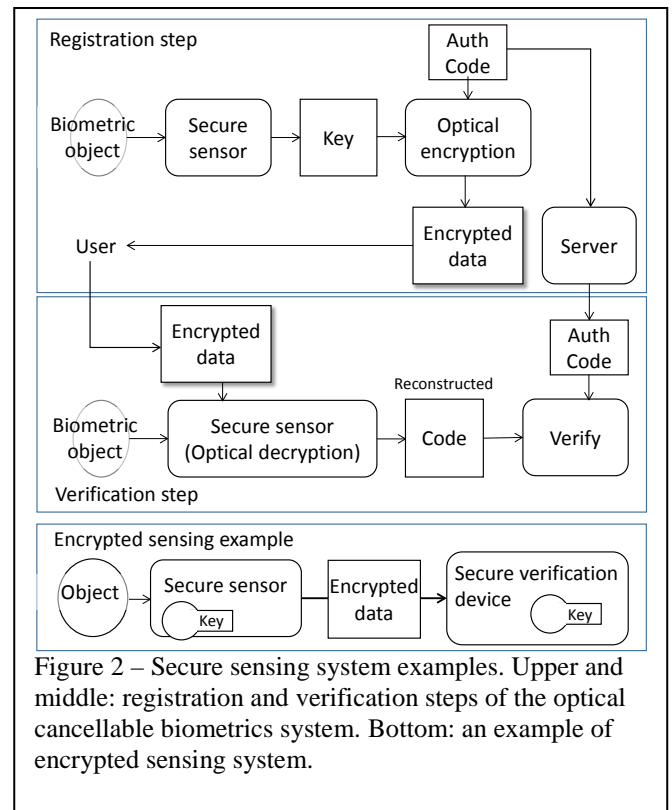 Registration step
Auth
Code
Biometric
object
Secure
sensor
Key
Optical
encryption
User
Encrypted
data
Server
Encrypted
data
Auth
Code
Biometric
object
Secure sensor
(Optical decryption)
Reconstructed
Code
Verify
Verification step
Encrypted sensing example
Object
Secure sensor
Key
Encrypted
data
Secure verification
device
Key
Figure 2 – Secure sensing system examples. Upper and
middle: registration and verification steps of the optical
cancellable biometrics system. Bottom: an example of
encrypted sensing system.